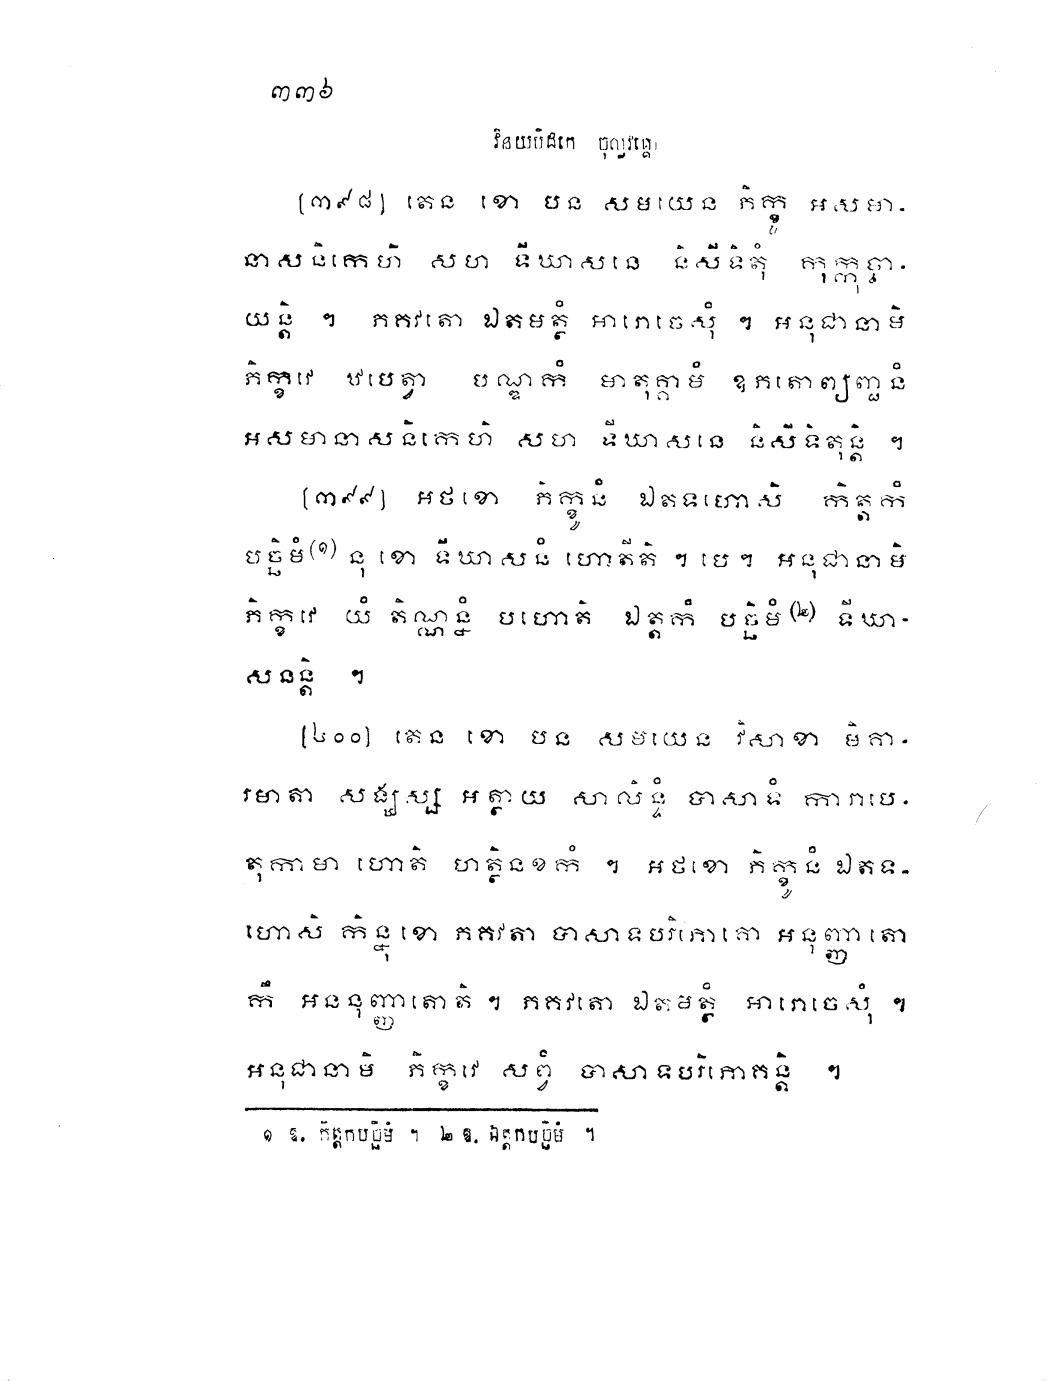 ៣៣៦
វិនយបិដកេ ចុល្លវគ្គោ
(៣៩៨) តេន ខោ បន សមយេន ភិក្ខូ អសមា-
នាសនិកេហិ សហ ទីឃាសនេ និសីទិតុំ កុក្កុច្ចា-
យន្តិ ។ ភគវតោ ឯតមត្ថំ អារោចេសុំ ។ អនុជានាមិ
ភិក្ខវេ ឋបេត្វា បណ្ឌកំ មាតុគ្គាមំ ឧភតោព្យញ្ជនំ
អសមានាសនិកេហិ សហ ទីឃាសនេ និសីទិតុន្តិ ។
(៣៩៩) អថខោ ភិក្ខូនំ ឯតទហោសិ កិត្តកំ
បច្ឆិមំ(១) នុ ខោ ទីឃាសនំ ហោតីតិ ។ បេ ។ អនុជានាមិ
ភិក្ខវេ យំ តិណ្ណន្នំ បហោតិ ឯត្តកំ បច្ឆិមំ(២) ទីឃា-
សនន្តិ ។
(៤០០) តេន ខោ បន សមយេន វិសាខា មិគា-
រមាតា សង្ឃស្ស អត្ថាយ សាលិន្ទំ បាសាទំ ការាបេ-
តុកាមា ហោតិ ហត្ថិនខកំ ។ អថខោ ភិក្ខូនំ ឯតទ-
ហោសិ កិន្នុ ខោ ភគវតា បាសាទបរិភោគោ អនុញ្ញាតោ
កឹ អននុញ្ញាតោតិ ។ ភគវតោ ឯតមត្ថំ អារោចេសុំ ។
អនុជានាមិ ភិក្ខវេ សព្វំ បាសាទបរិភោគន្តិ ។
១ ឱ. កិត្តកបច្ឆិមំ ។ ២ ឱ. ឯត្តកបច្ឆិមំ ។